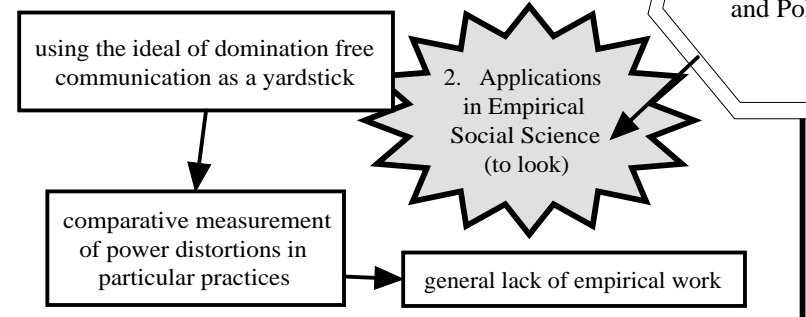 and Po
using the ideal of domination free
communication as a yardstick
2. Applications
in Empirical
Social Science
(to look)
comparative measurement
of power distortions in
particular practices
general lack of empirical work